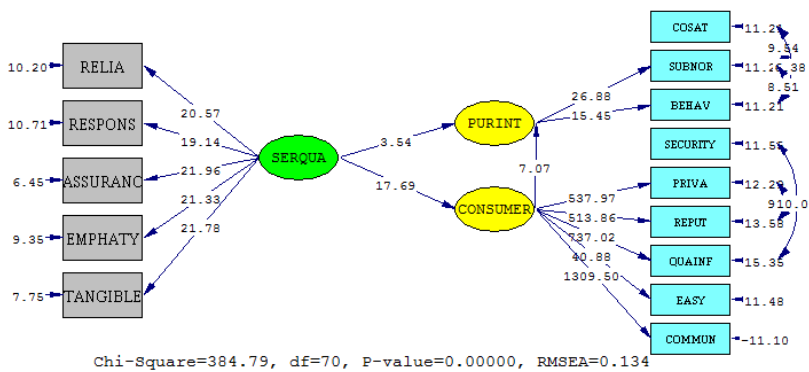 COSAT
11.21
9.54
RELIA
10.20
SUBNOR
8.51
20.57
26.88
BEHAV
11.21
RESPONS
10.71
15.45
PURINT
19.14
3.54
SECURITY
SERQUA
7.07
ASSURANC
6.45
21.96
PRIVA
537.97
910.0
17.69
21.33
CONSUMER
513.86
REPUT
13.58
EMPHATY
9.35
21.78
737.02
QUAINF
15.35
40.88
TANGIBLE
7.75
1309.50
EASY
11.48
COMMUN
-11.10
Chi-Square=384.79, df=70, P-value=0.00000, RMSEA=0.134